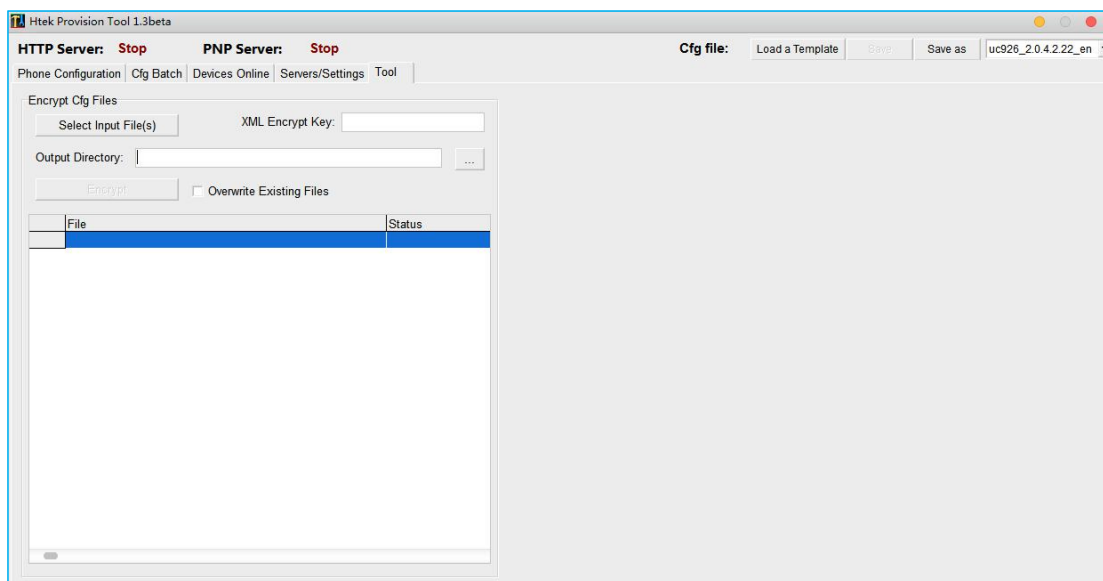 Htek Provision Tool 1.3beta
HTTP Server: Stop PNP Server: Stop Cfg file: Load a Template Save Save as uc926_2.0.4.2.22_en
Phone Configuration Cfg Batch Devices Online Servers/Settings Tool
Encrypt Cfg Files
Select Input File(s) XML Encrypt Key:
Output Directory: ...
Encrypt Overwrite Existing Files
File Status